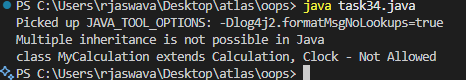 PS C:\Users\rjaswava\Desktop\atlas\oops> java task34.java
Picked up JAVA_TOOL_OPTIONS: -Dlog4j2.formatMsgNoLookups=true
Multiple inheritance is not possible in Java
class MyCalculation extends Calculation, Clock - Not Allowed
PS C:\Users\rjaswava\Desktop\atlas\oops>